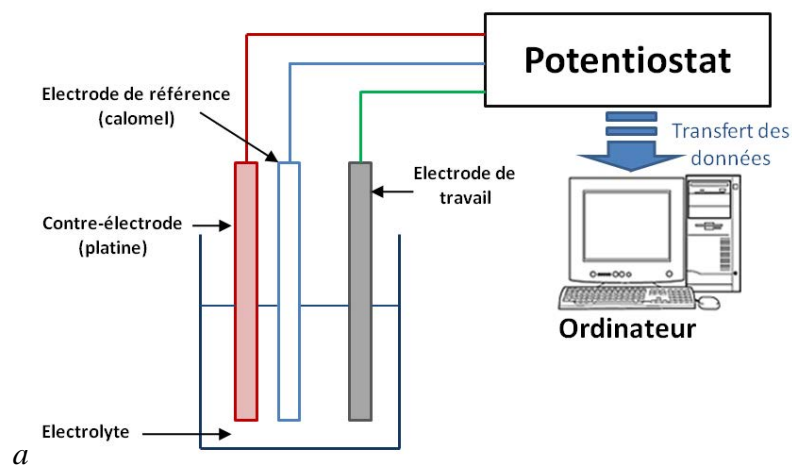 Potentiostat
Electrode de référence
(calomel)
Transfert des
données
Electrode de
travail
Contre-électrode
(platine)
Ordinateur
Electrolyte
a